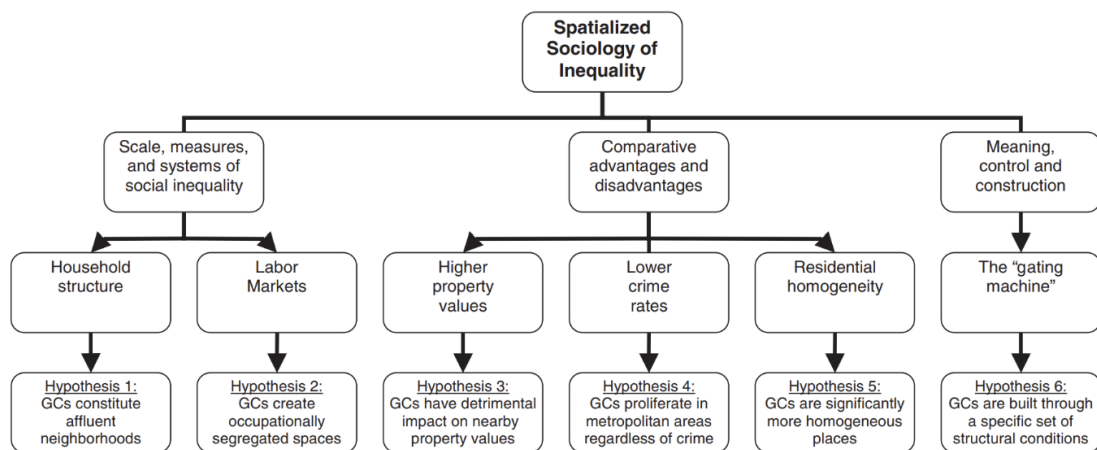 Spatialized
Sociology of
Inequality
Scale, measures,
and systems of
social inequality
Comparative
advantages and
disadvantages
Meaning,
control and
construction
Household
structure
Labor
Markets
Higher
property
values
Lower
crime
rates
Residential
homogeneity
The “gating
machine”
Hypothesis 1:
GCs constitute
affluent
neighborhoods
Hypothesis 2:
GCs create
occupationally
segregated spaces
Hypothesis 3:
GCs have detrimental
impact on nearby
property values
Hypothesis 4:
GCs proliferate in
metropolitan areas
regardless of crime
Hypothesis 5:
GCs are significantly
more homogeneous
places
Hypothesis 6:
GCs are built through
a specific set of
structural conditions